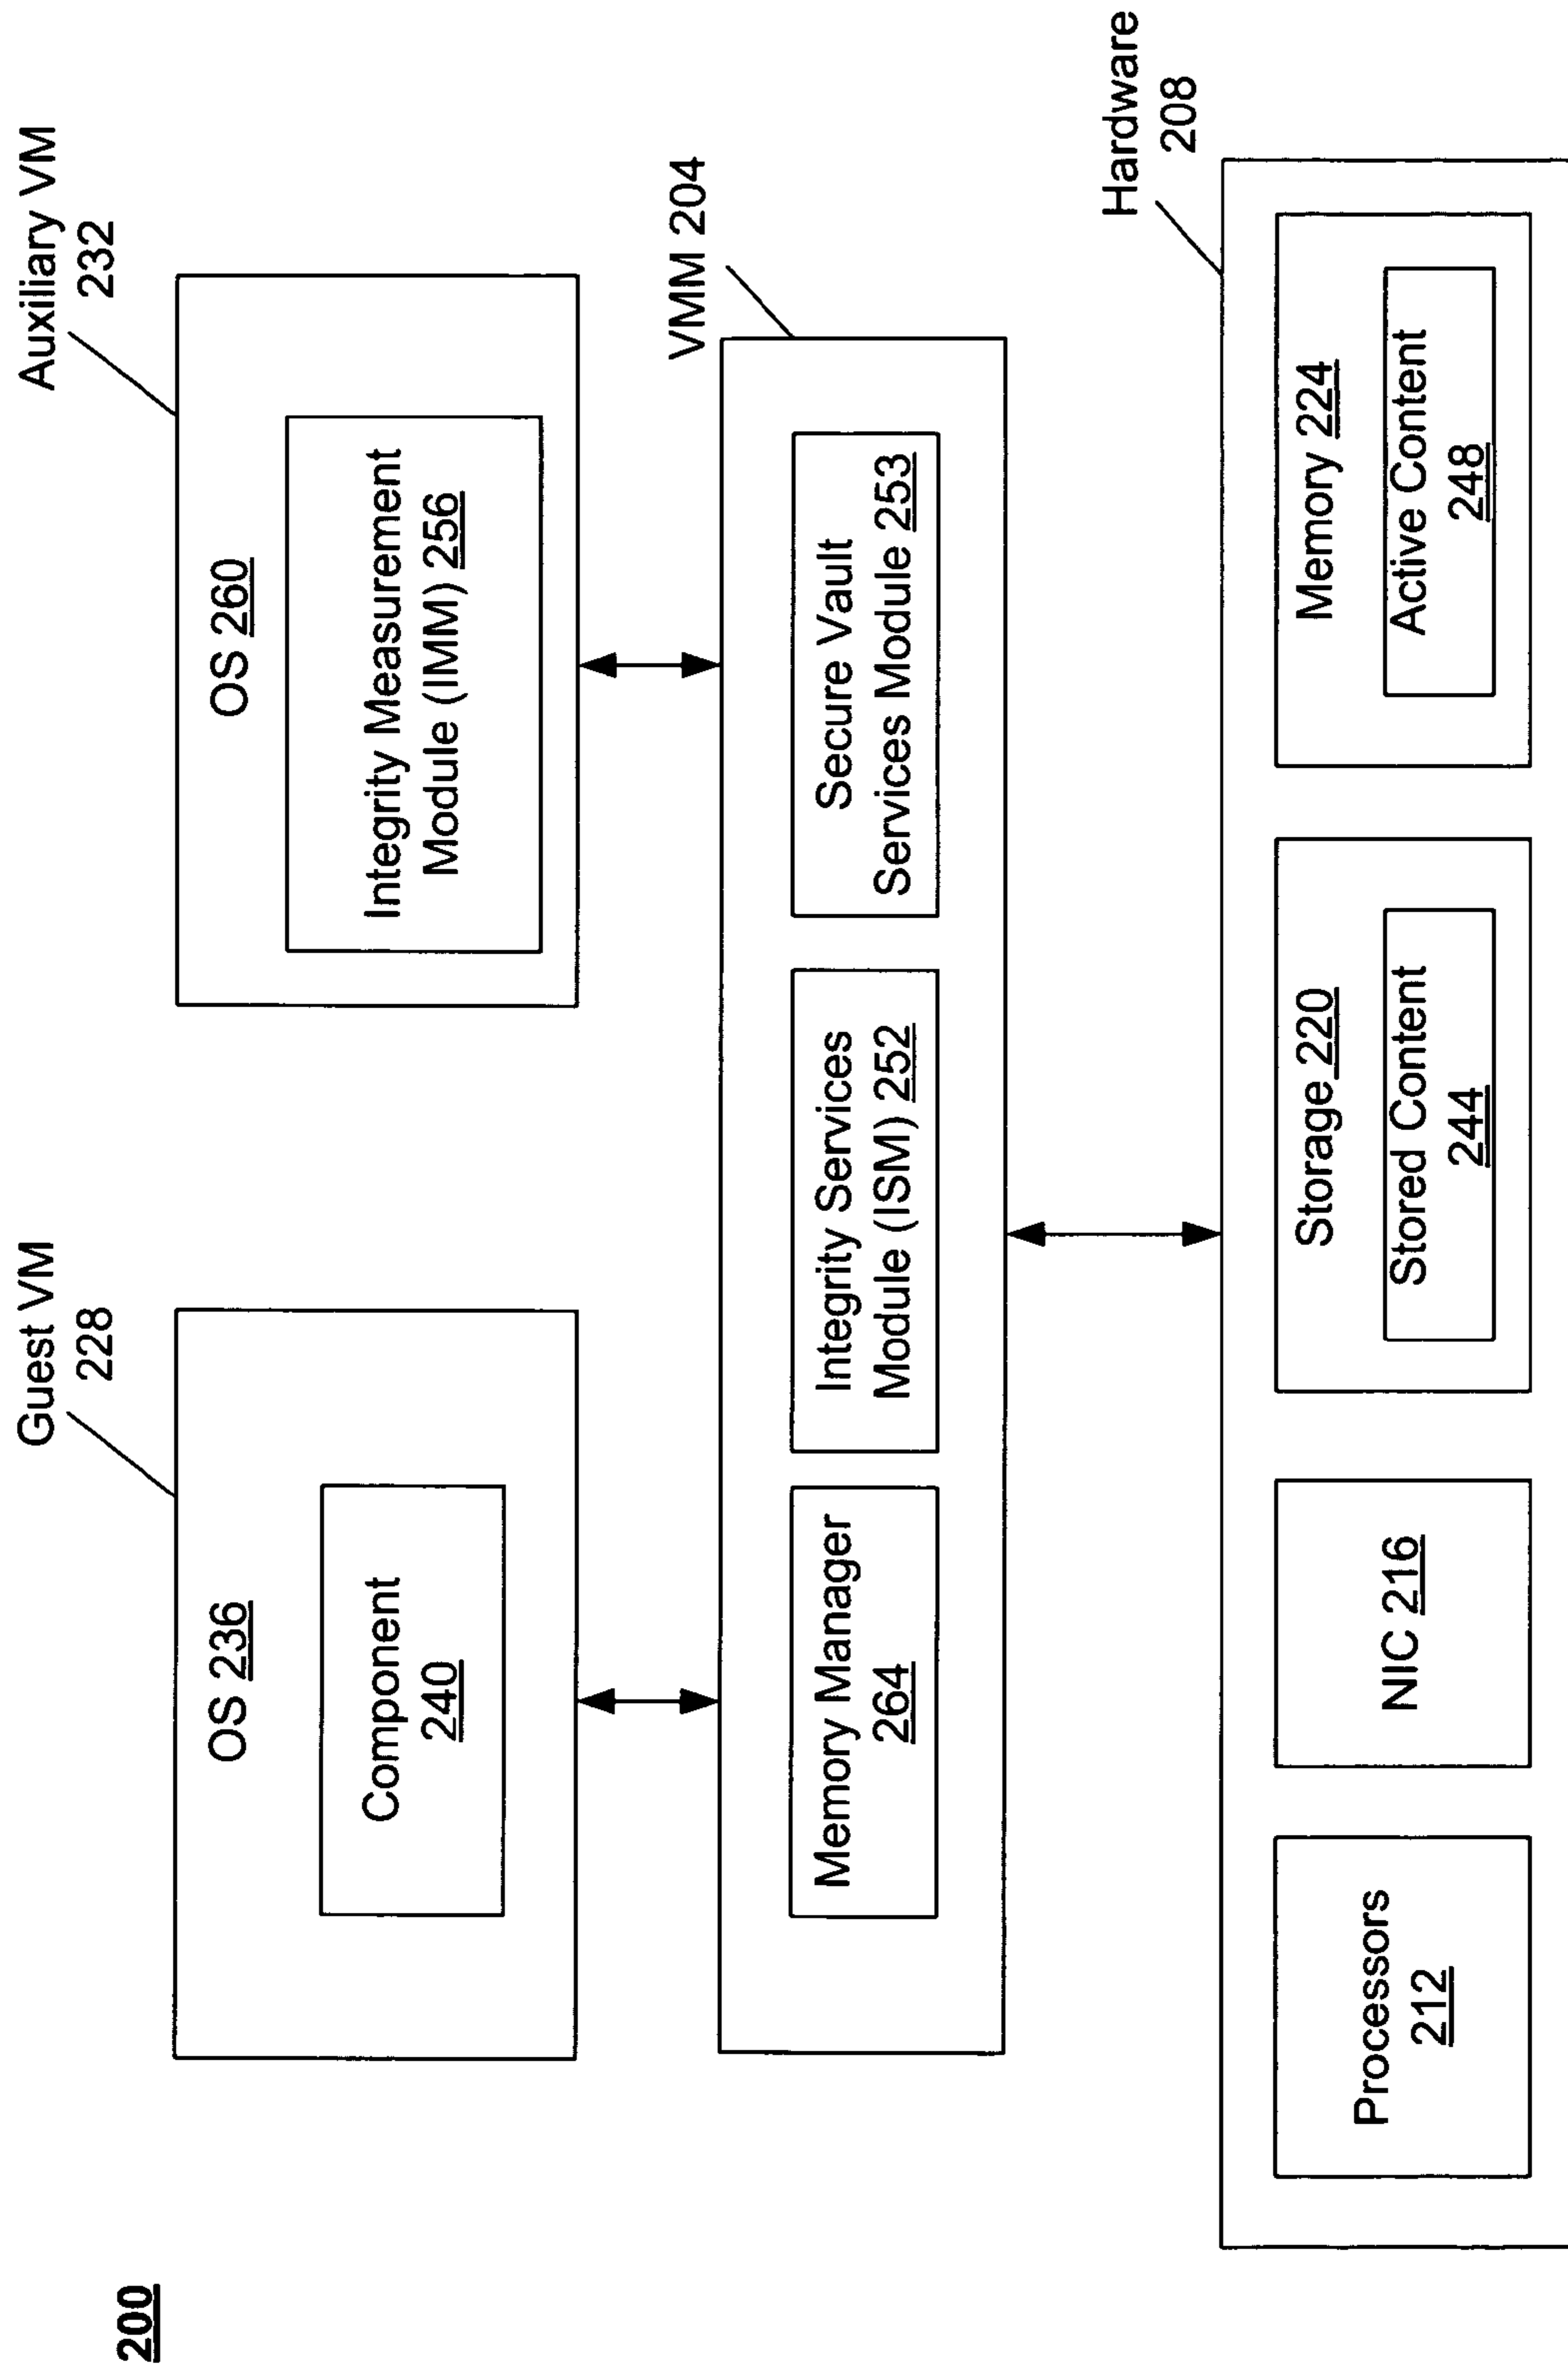 200
Guest VM
228
OS 236
Component
240
Auxiliary VM
232
OS 260
Integrity Measurement
Module (IMM) 256
VMM 204
Memory Manager
264
Integrity Services
Module (ISM) 252
Secure Vault
Services Module 253
Hardware
208
Processors
212
NIC 216
Storage 220
Stored Content
244
Memory 224
Active Content
248